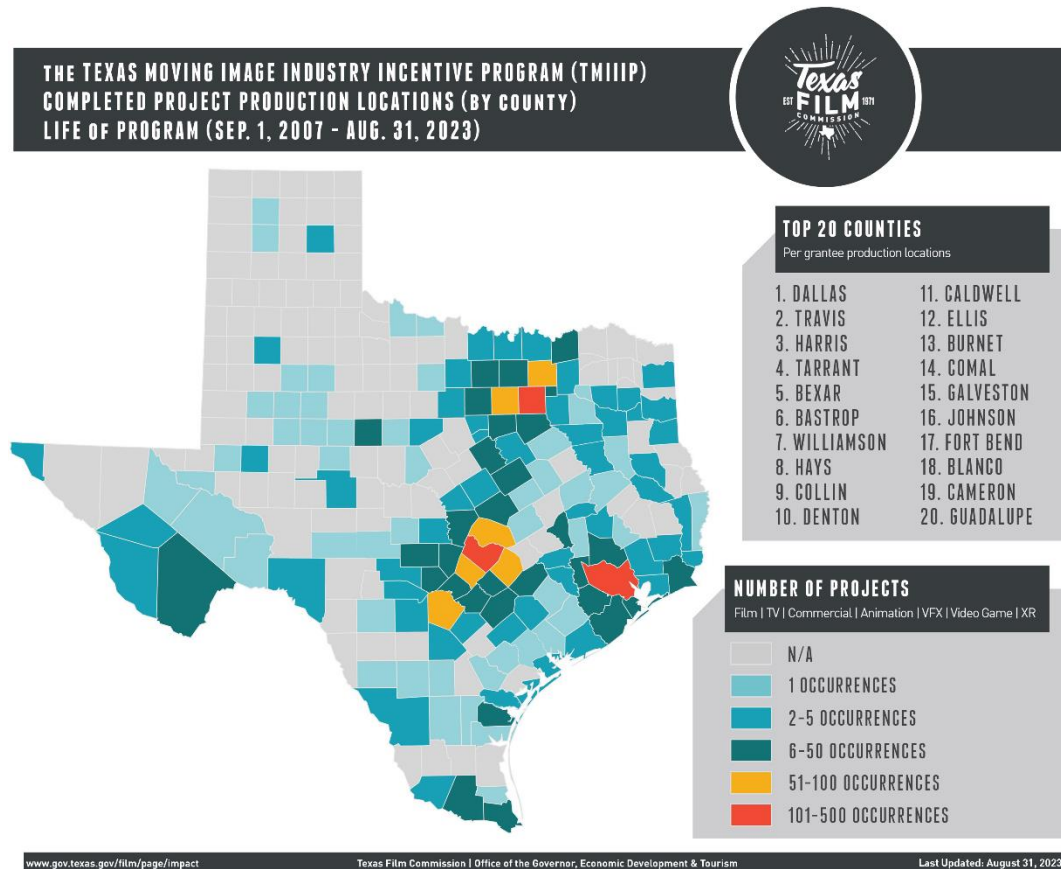 THE TEXAS MOVING IMAGE INDUSTRY INCENTIVE PROGRAM (TMIIIP)
COMPLETED PROJECT PRODUCTION LOCATIONS (BY COUNTY)
LIFE OF PROGRAM (SEP. 1, 2007 - AUG. 31, 2023)
Texas
EST FILM 1971
COMMISSION
TOP 20 COUNTIES
Per grantee production locations
1. DALLAS
2. TRAVIS
3. HARRIS
4. TARRANT
5. BEXAR
6. BASTROP
7. WILLIAMSON
8. HAYS
9. COLLIN
10. DENTON
11. CALDWELL
12. ELLIS
13. BURNET
14. COMAL
15. GALVESTON
16. JOHNSON
17. FORT BEND
18. BLANCO
19. CAMERON
20. GUADALUPE
NUMBER OF PROJECTS
Film | TV | Commercial | Animation | VFX | Video Game | XR
N/A
1 OCCURRENCES
2-5 OCCURRENCES
6-50 OCCURRENCES
51-100 OCCURRENCES
101-500 OCCURRENCES
www.gov.texas.gov/film/page/impact
Texas Film Commission | Office of the Governor, Economic Development & Tourism
Last Updated: August 31, 2023